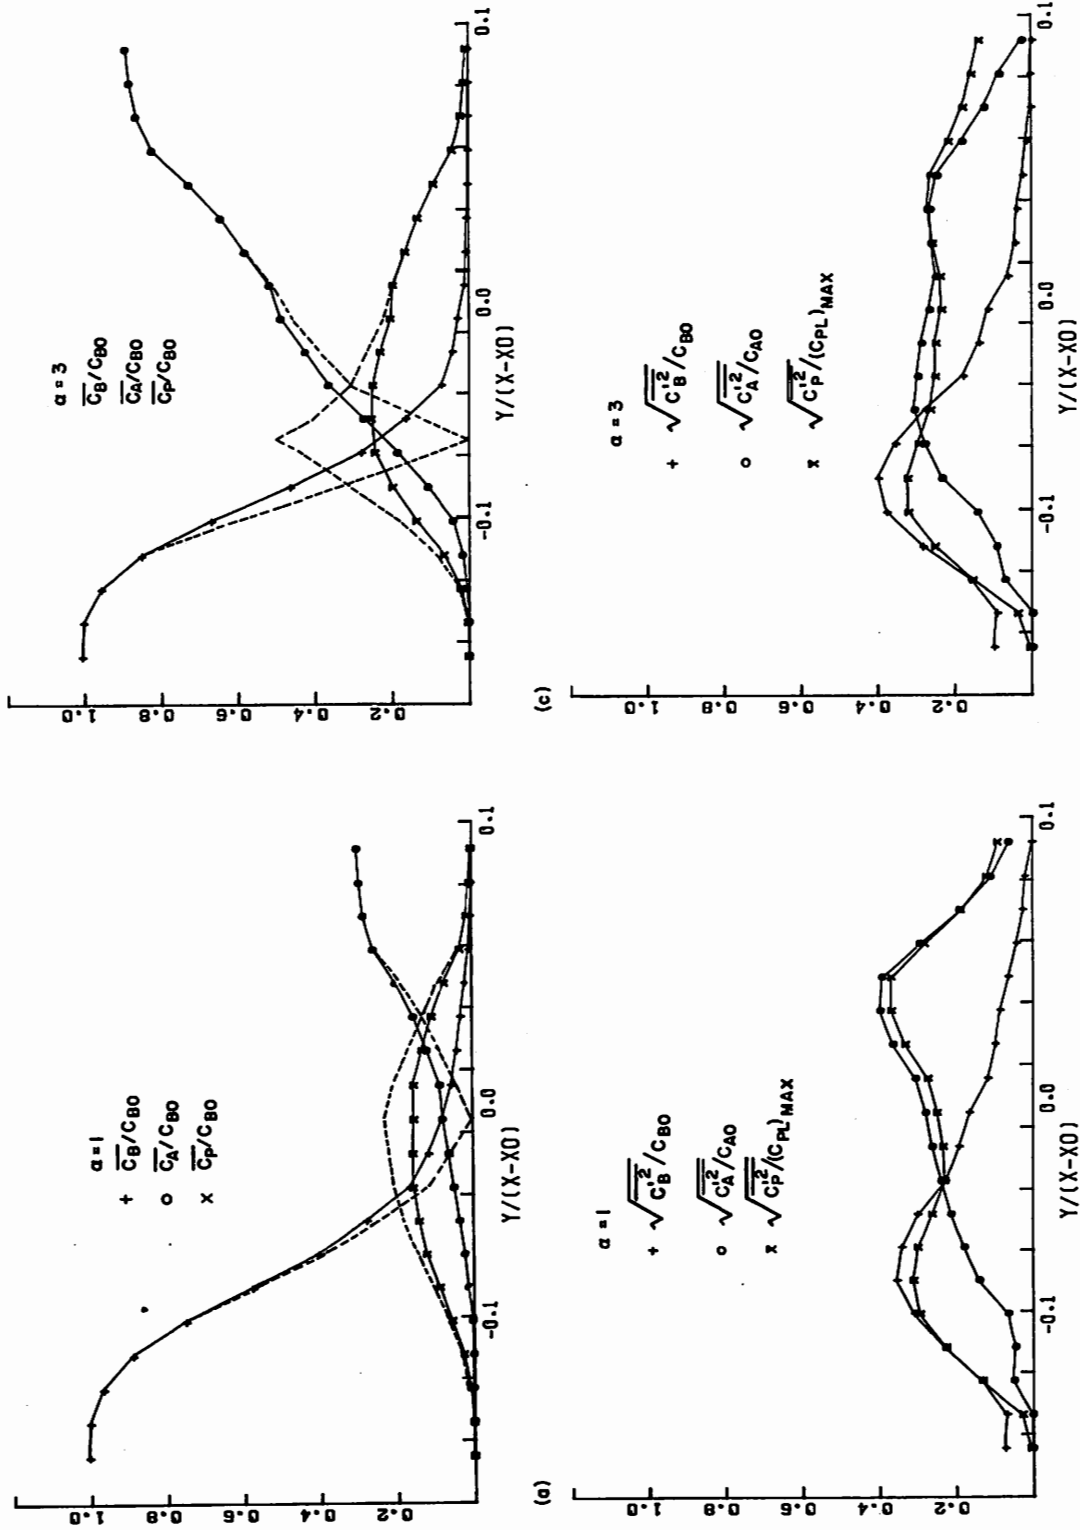 α = 1
+ C̅B/CBO
o C̅A/CBO
x C̅P/CBO
1.0
0.8
0.6
0.4
0.2
-0.1
0.0
0.1
Y/(X-XO)
α = 3
C̅B/CBO
C̅A/CBO
C̅P/CBO
1.0
0.8
0.6
0.4
0.2
-0.1
0.0
0.1
Y/(X-XO)
(a)
α = 1
+ √C'B²/CBO
o √C'A²/CAO
x √C'P²/(CPL)MAX
1.0
0.8
0.6
0.4
0.2
-0.1
0.0
0.1
Y/(X-XO)
(c)
α = 3
+ √C'B²/CBO
o √C'A²/CAO
x √C'P²/(CPL)MAX
1.0
0.8
0.6
0.4
0.2
-0.1
0.0
0.1
Y/(X-XO)